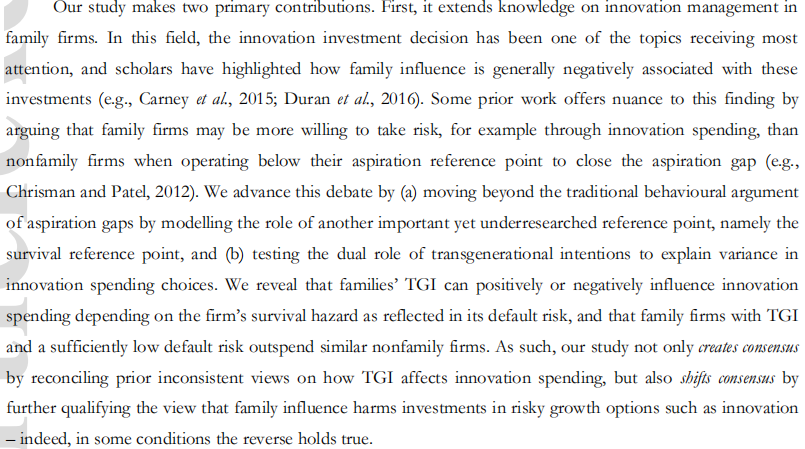 Our study makes two primary contributions. First, it extends knowledge on innovation management in
family firms. In this field, the innovation investment decision has been one of the topics receiving most
attention, and scholars have highlighted how family influence is generally negatively associated with these
investments (e.g., Carney et al., 2015; Duran et al., 2016). Some prior work offers nuance to this finding by
arguing that family firms may be more willing to take risk, for example through innovation spending, than
nonfamily firms when operating below their aspiration reference point to close the aspiration gap (e.g.,
Chrisman and Patel, 2012). We advance this debate by (a) moving beyond the traditional behavioural argument
of aspiration gaps by modelling the role of another important yet underresearched reference point, namely the
survival reference point, and (b) testing the dual role of transgenerational intentions to explain variance in
innovation spending choices. We reveal that families’ TGI can positively or negatively influence innovation
spending depending on the firm’s survival hazard as reflected in its default risk, and that family firms with TGI
and a sufficiently low default risk outspend similar nonfamily firms. As such, our study not only creates consensus
by reconciling prior inconsistent views on how TGI affects innovation spending, but also shifts consensus by
further qualifying the view that family influence harms investments in risky growth options such as innovation
– indeed, in some conditions the reverse holds true.